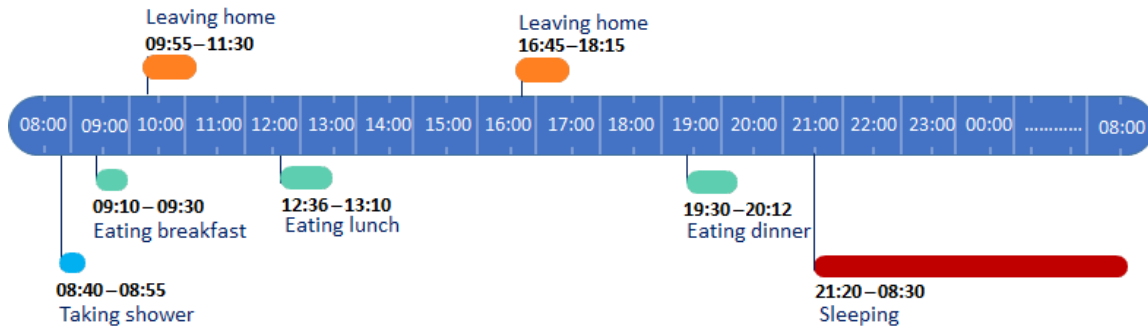 Leaving home
09:55–11:30
Leaving home
16:45–18:15
08:00 09:00 10:00 11:00 12:00 13:00 14:00 15:00 16:00 17:00 18:00 19:00 20:00 21:00 22:00 23:00 00:00 ............ 08:00
09:10–09:30
Eating breakfast
12:36–13:10
Eating lunch
19:30–20:12
Eating dinner
08:40–08:55
Taking shower
21:20–08:30
Sleeping